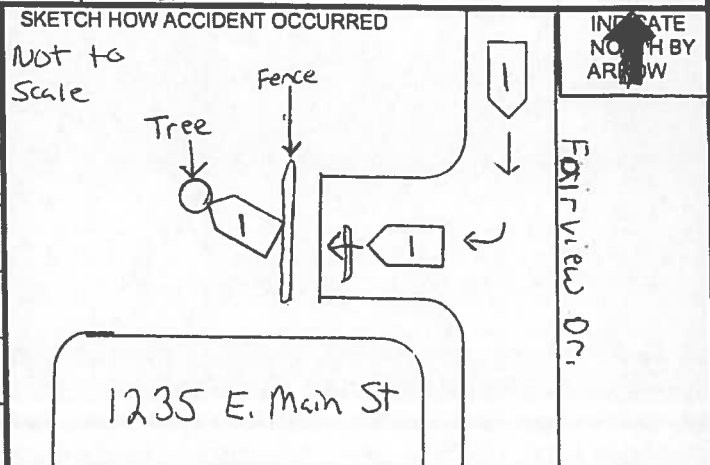 SKETCH HOW ACCIDENT OCCURRED
INDICATE
NORTH BY
ARROW
Not to
Scale
Fence
Tree
1
1
1
Fairview Dr.
1235 E. Main St